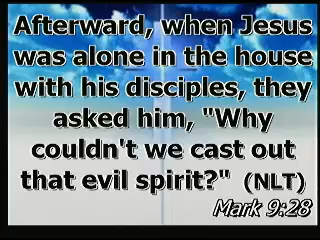 Afterward, when Jesus
was alone in the house
with his disciples, they
asked him, "Why
couldn't we cast out
that evil spirit?" (NLT)
Mark 9:28